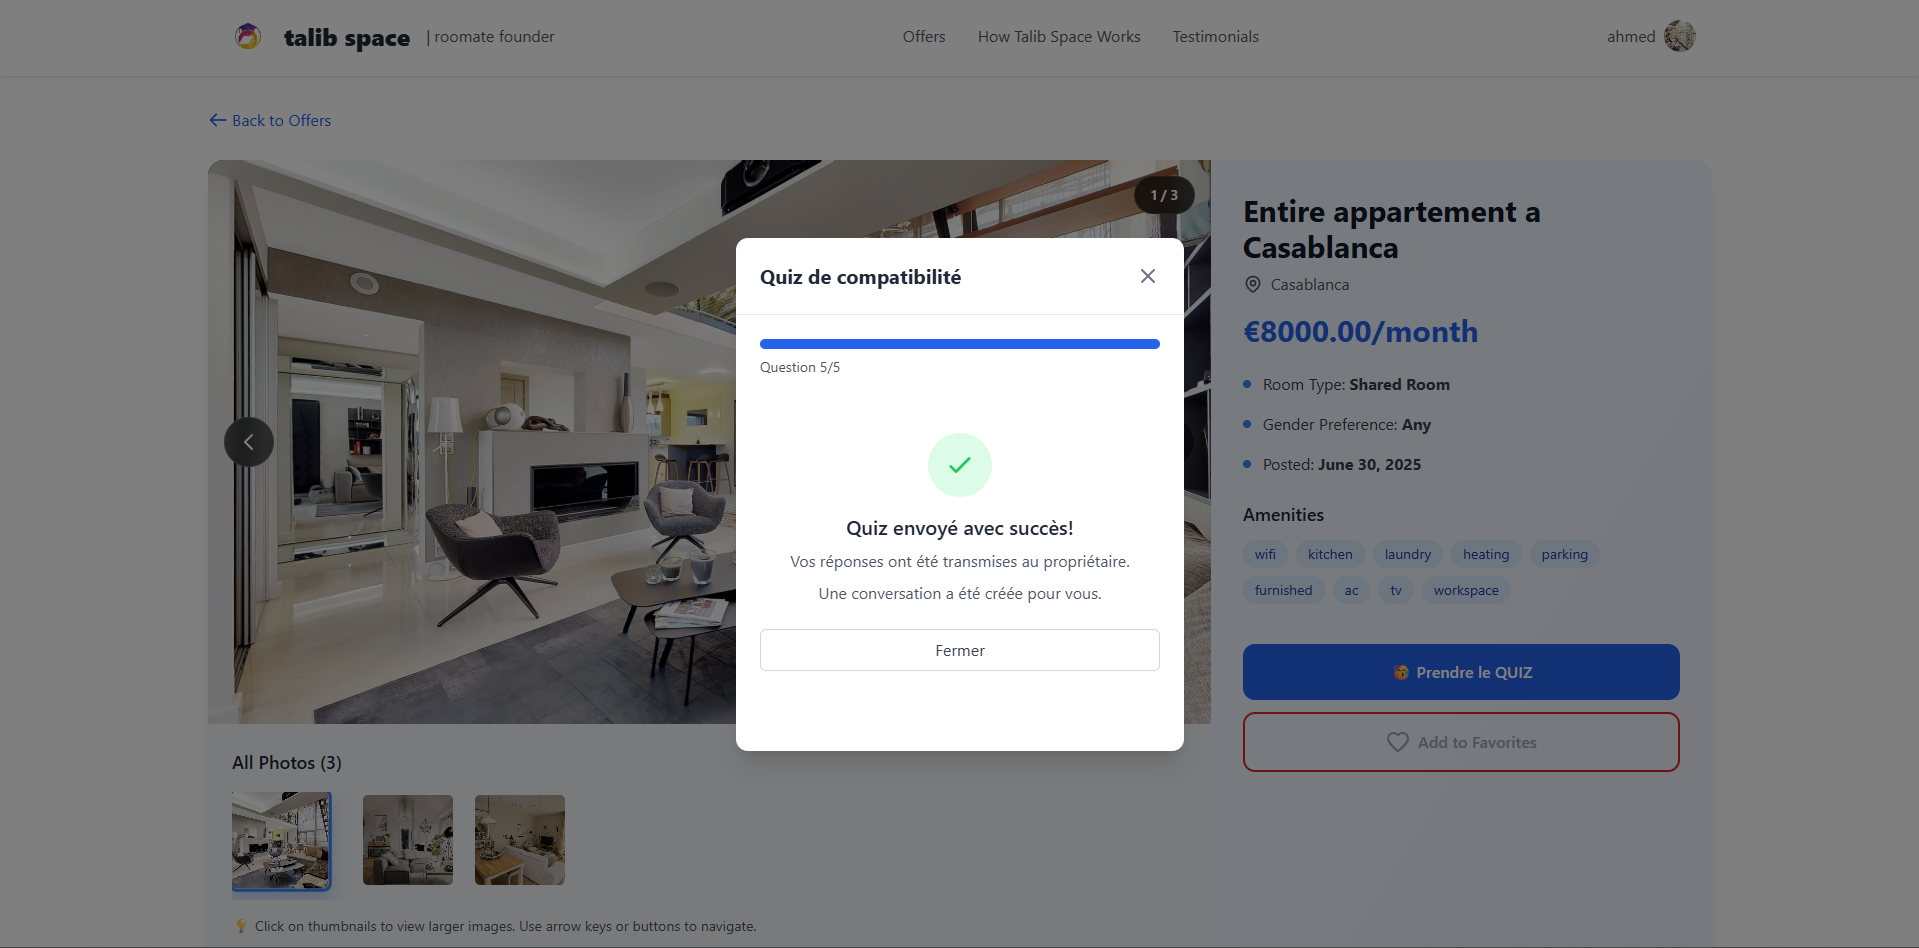 talib space | roomate founder
Offers How Talib Space Works Testimonials
ahmed
Back to Offers
1 / 3
Entire appartement a
Casablanca
Casablanca
€8000.00/month
Room Type: Shared Room
Gender Preference: Any
Posted: June 30, 2025
Amenities
wifi kitchen laundry heating parking
furnished ac tv workspace
Prendre le QUIZ
Add to Favorites
Quiz de compatibilité
Question 5/5
Quiz envoyé avec succès!
Vos réponses ont été transmises au propriétaire.
Une conversation a été créée pour vous.
Fermer
All Photos (3)
Click on thumbnails to view larger images. Use arrow keys or buttons to navigate.